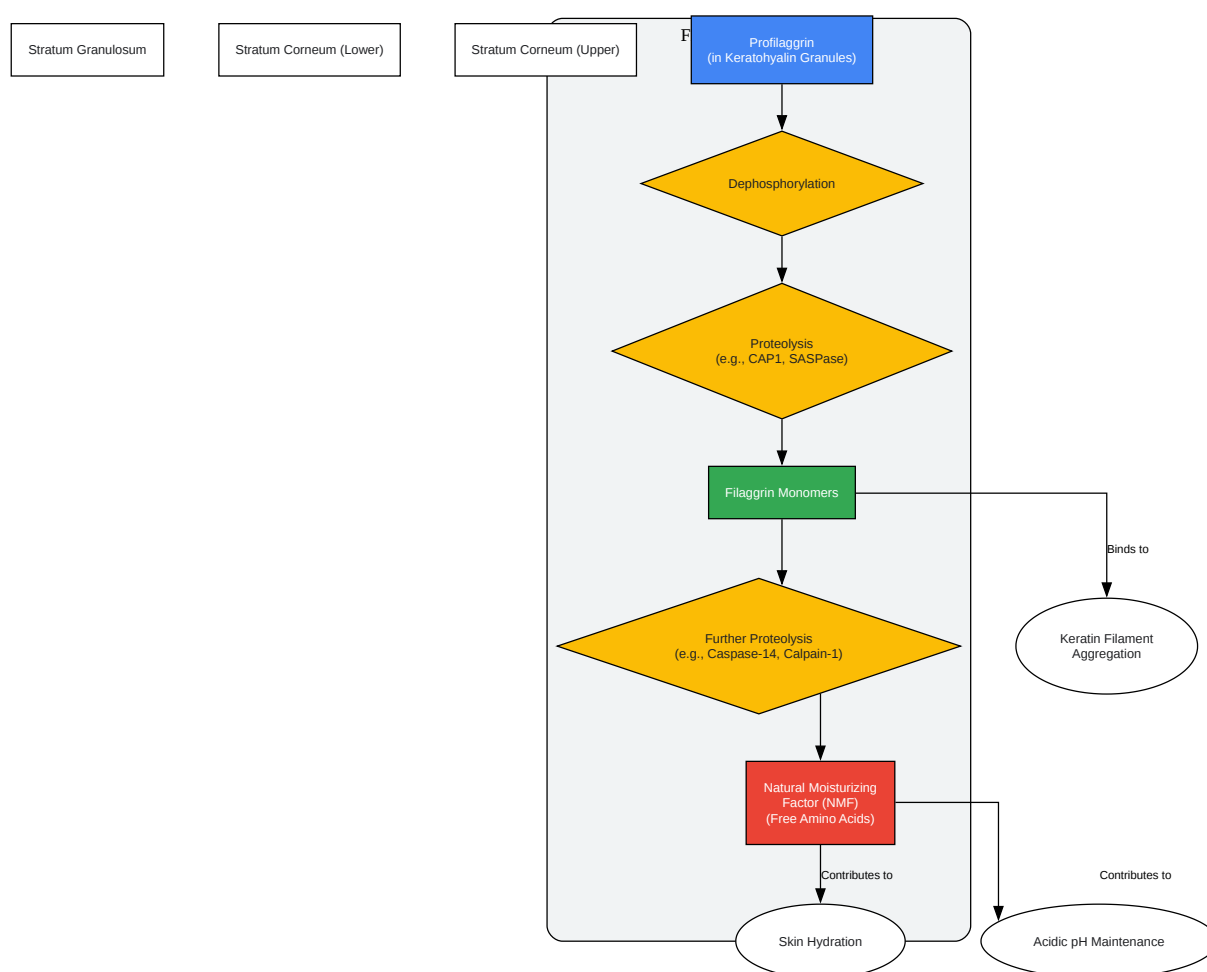 Stratum Granulosum
Stratum Corneum (Lower)
Stratum Corneum (Upper)
F
Profilaggrin
(in Keratohyalin Granules)
Dephosphorylation
Proteolysis
(e.g., CAP1, SASPase)
Filaggrin Monomers
Binds to
Further Proteolysis
(e.g., Caspase-14, Calpain-1)
Keratin Filament
Aggregation
Natural Moisturizing
Factor (NMF)
(Free Amino Acids)
Contributes to
Contributes to
Skin Hydration
Acidic pH Maintenance